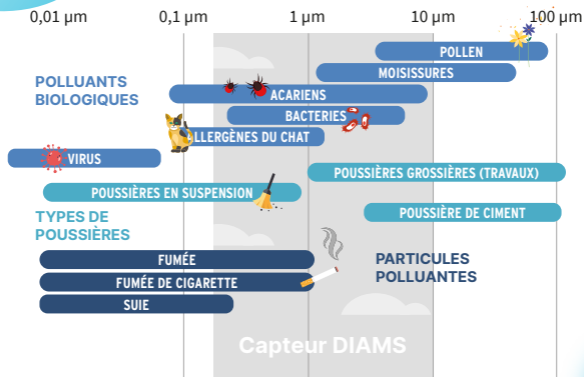 0,01 µm 0,1 µm 1 µm 10 µm 100 µm
POLLEN
MOISISSURES
POLLUANTS
BIOLOGIQUES
ACARIENS
BACTERIES
LLERGÈNES DU CHAT
VIRUS
POUSSIÈRES GROSSIÈRES (TRAVAUX)
POUSSIÈRES EN SUSPENSION
POUSSIÈRE DE CIMENT
TYPES DE
POUSSIÈRES
FUMÉE
PARTICULES
POLLUANTES
FUMÉE DE CIGARETTE
SUIE
Capteur DIAMS